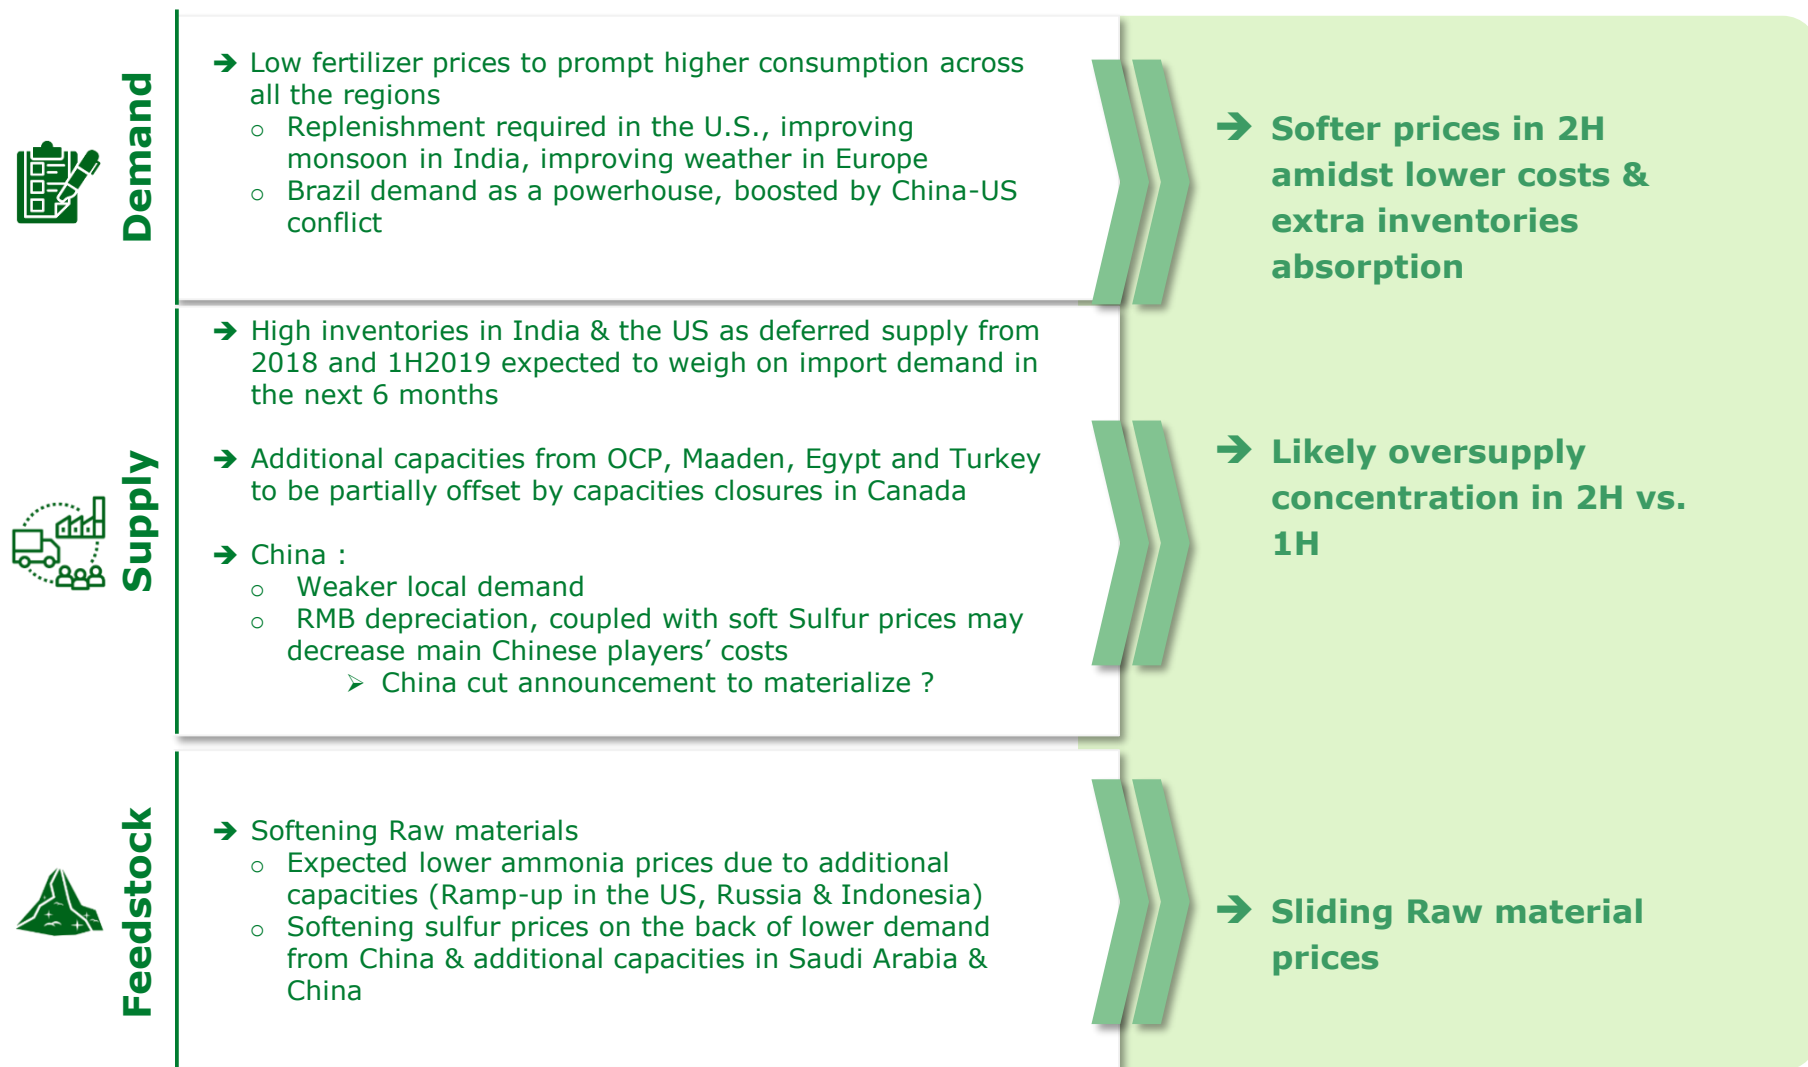 Demand
➔ Low fertilizer prices to prompt higher consumption across
all the regions
o Replenishment required in the U.S., improving
monsoon in India, improving weather in Europe
o Brazil demand as a powerhouse, boosted by China-US
conflict
➔ Softer prices in 2H
amidst lower costs &
extra inventories
absorption
Supply
➔ High inventories in India & the US as deferred supply from
2018 and 1H2019 expected to weigh on import demand in
the next 6 months
➔ Additional capacities from OCP, Maaden, Egypt and Turkey
to be partially offset by capacities closures in Canada
➔ China :
o Weaker local demand
o RMB depreciation, coupled with soft Sulfur prices may
decrease main Chinese players’ costs
➢ China cut announcement to materialize ?
➔ Likely oversupply
concentration in 2H vs.
1H
Feedstock
➔ Softening Raw materials
o Expected lower ammonia prices due to additional
capacities (Ramp-up in the US, Russia & Indonesia)
o Softening sulfur prices on the back of lower demand
from China & additional capacities in Saudi Arabia &
China
➔ Sliding Raw material
prices